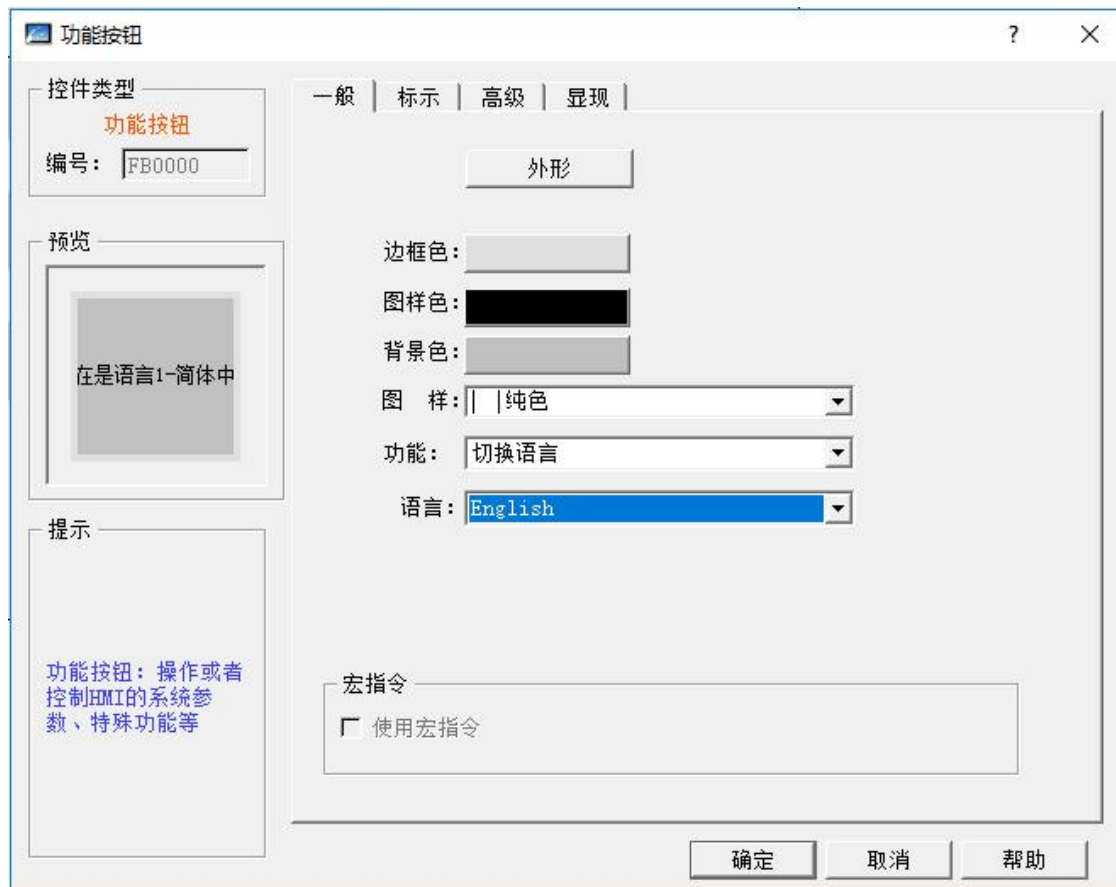 功能按钮
?
控件类型
功能按钮
编号: FB0000
预览
在是语言1-简体中
提示
功能按钮: 操作或者
控制HMI的系统参
数、特殊功能等
一般 标示 高级 显现
外形
边框色:
图样色:
背景色:
图 样: | |纯色
功能: 切换语言
语言: English
宏指令
使用宏指令
确定 取消 帮助